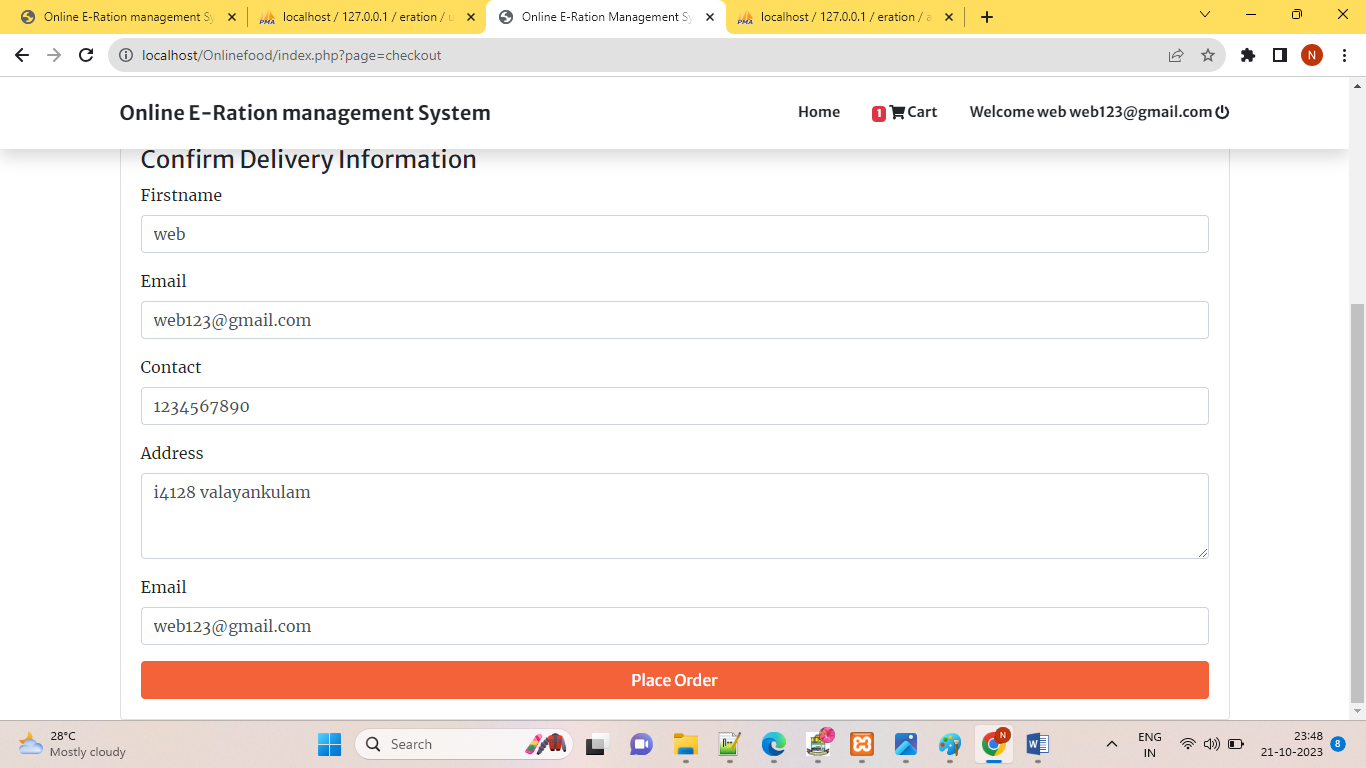 Online E-Ration management Sy
localhost / 127.0.0.1 / eration / u
Online E-Ration Management Sy
localhost / 127.0.0.1 / eration / a
localhost/Onlinefood/index.php?page=checkout
N
Online E-Ration management System
Home
1 Cart
Welcome web web123@gmail.com
Confirm Delivery Information
Firstname
web
Email
web123@gmail.com
Contact
1234567890
Address
i4128 valayankulam
Email
web123@gmail.com
Place Order
28°C
Mostly cloudy
Search
N
ENG
IN
23:48
21-10-2023
8